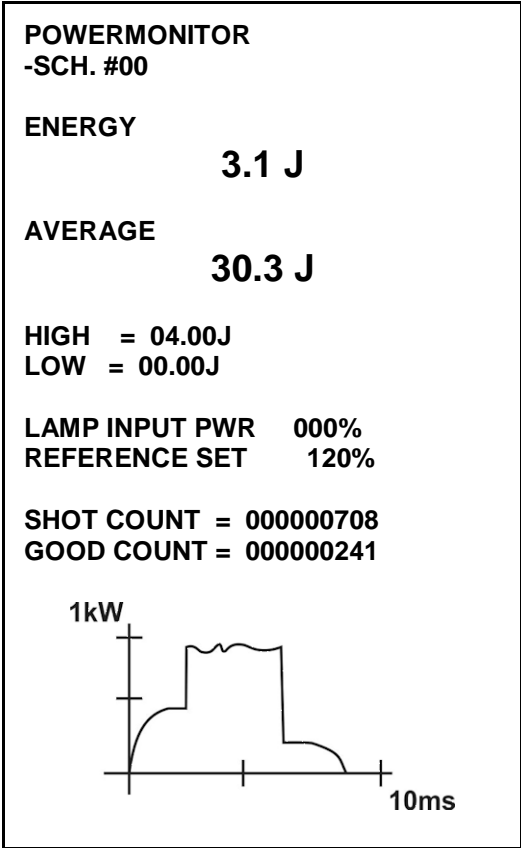 POWERMONITOR
-SCH. #00
ENERGY
3.1 J
AVERAGE
30.3 J
HIGH = 04.00J
LOW = 00.00J
LAMP INPUT PWR 000%
REFERENCE SET 120%
SHOT COUNT = 000000708
GOOD COUNT = 000000241
1kW
10ms